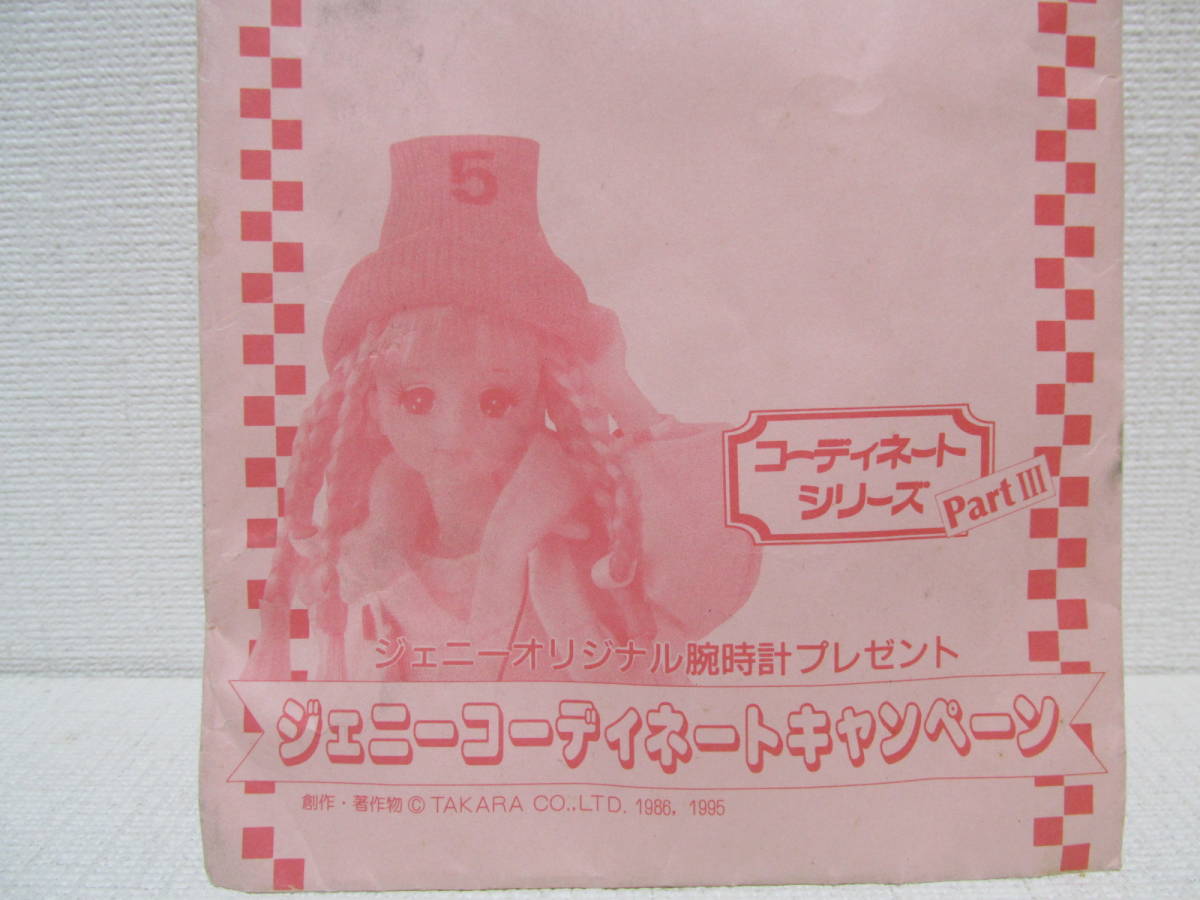 5
コーディネート
シリーズ
Part III
ジェニーオリジナル腕時計プレゼント
ジェニーコーディネートキャンペーン
創作・著作物 © TAKARA CO.,LTD. 1986, 1995